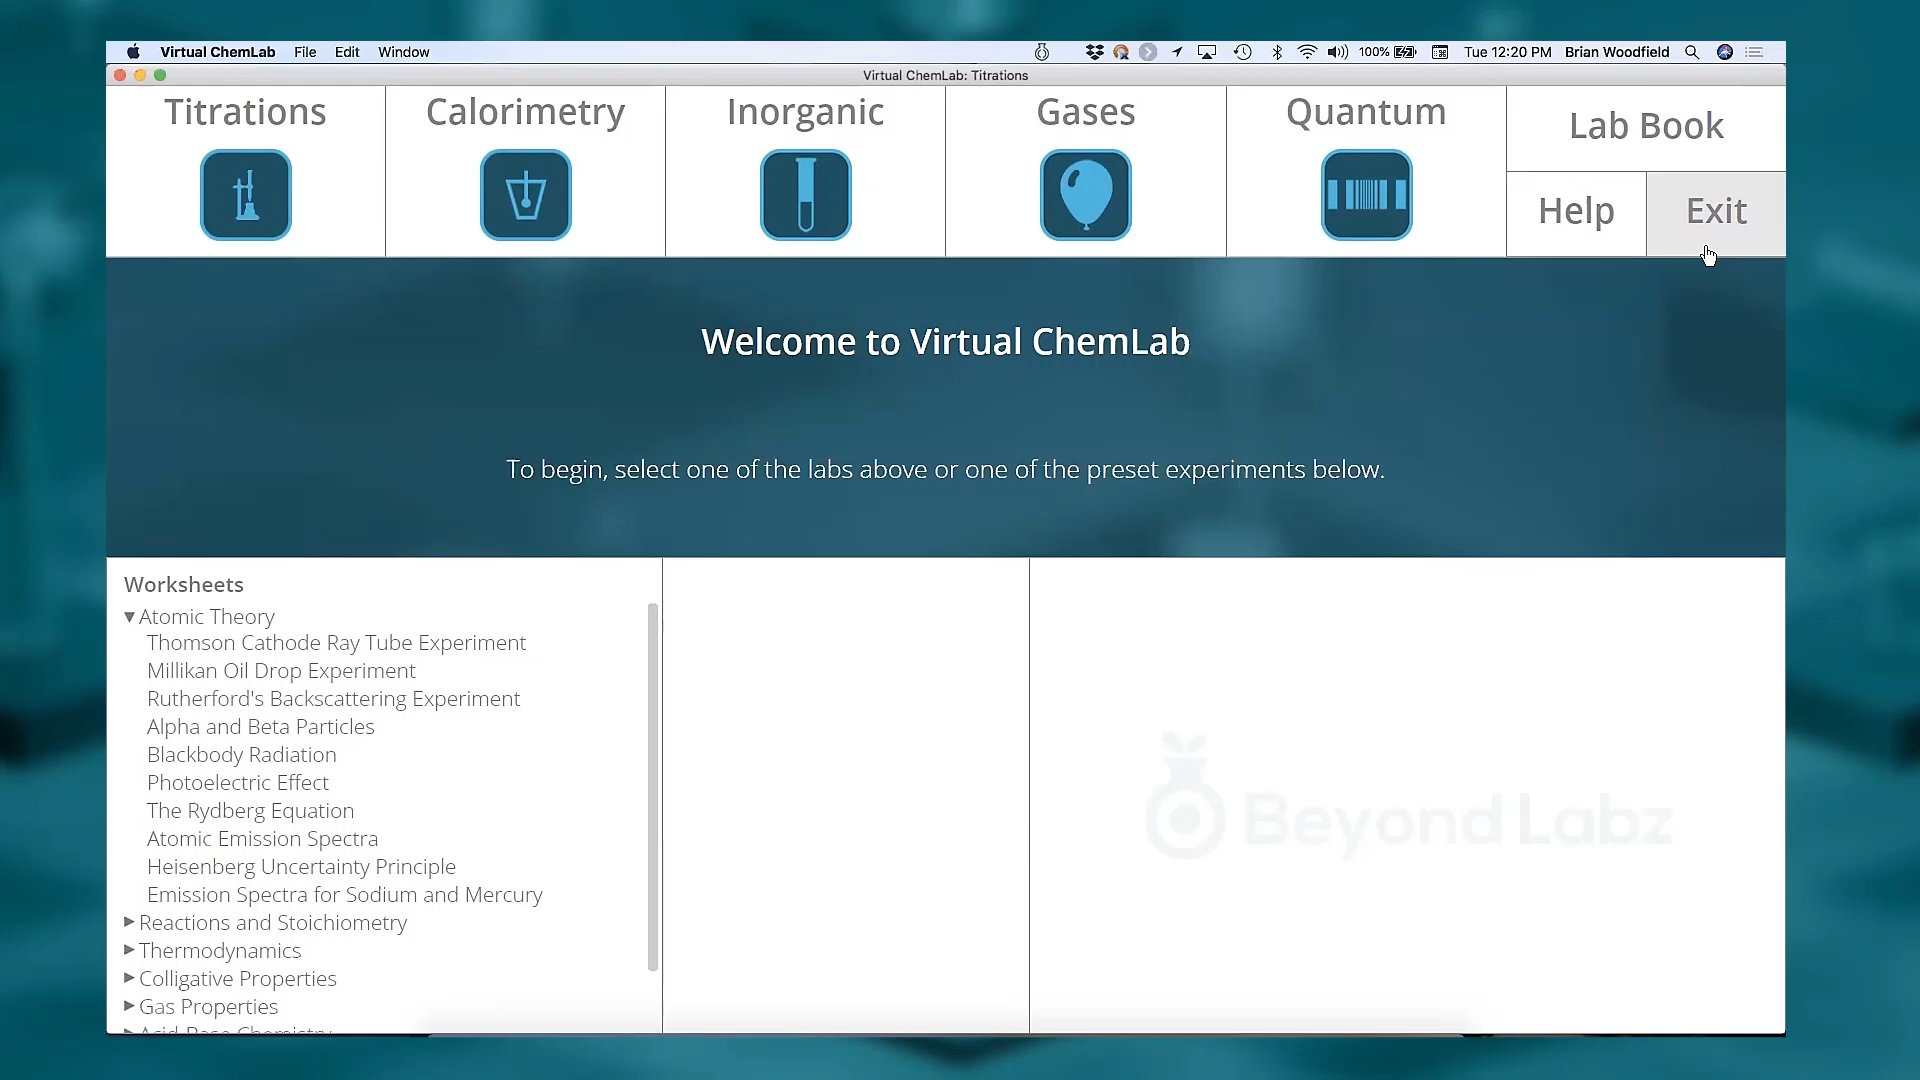 Virtual ChemLab File Edit Window 100% Tue 12:20 PM Brian Woodfield
Virtual ChemLab: Titrations
Titrations Calorimetry Inorganic Gases Quantum Lab Book
Help Exit
Welcome to Virtual ChemLab
To begin, select one of the labs above or one of the preset experiments below.
Worksheets
Atomic Theory
Thomson Cathode Ray Tube Experiment
Millikan Oil Drop Experiment
Rutherford's Backscattering Experiment
Alpha and Beta Particles
Blackbody Radiation
Photoelectric Effect
The Rydberg Equation
Atomic Emission Spectra
Heisenberg Uncertainty Principle
Emission Spectra for Sodium and Mercury
Reactions and Stoichiometry
Thermodynamics
Colligative Properties
Gas Properties
Acid-Base Chemistry
Beyond Labz